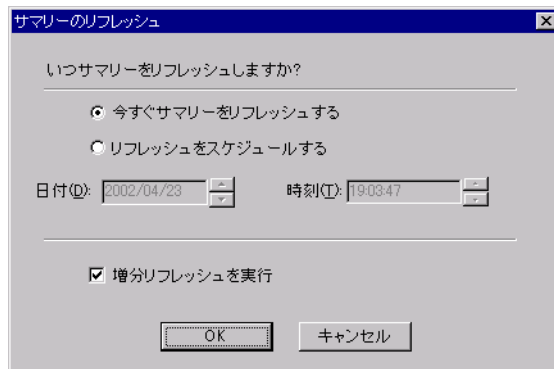 サマリーのリフレッシュ
いつサマリーをリフレッシュしますか?
今すぐサマリーをリフレッシュする
リフレッシュをスケジュールする
日付(D): 2002/04/23 時刻(T): 19:03:47
増分リフレッシュを実行
OK キャンセル